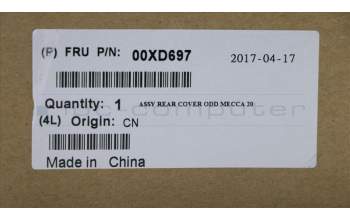 (P) FRU P/N: 00XD697 2017-04-17
Quantity: 1 ASSY REAR COVER ODD MECCA 20
computer
(4L) Origin: CN
Made in China